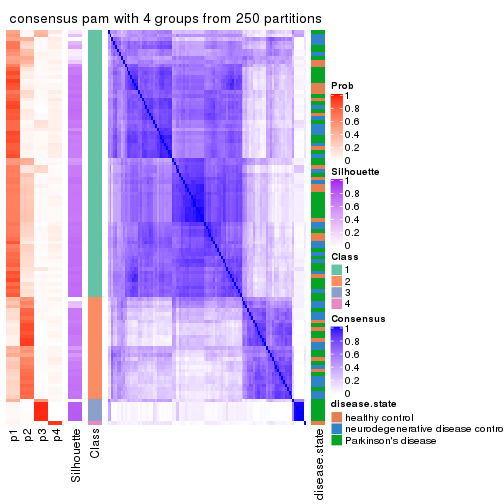 consensus pam with 4 groups from 250 partitions
Prob
1
0.8
0.6
0.4
0.2
0
Silhouette
1
0.8
0.6
0.4
0.2
0
Class
1
2
3
4
Consensus
1
0.8
0.6
0.4
0.2
0
disease.state
healthy control
neurodegenerative disease contro
Parkinson's disease
p1
p2
p3
p4
Silhouette
Class
disease.state